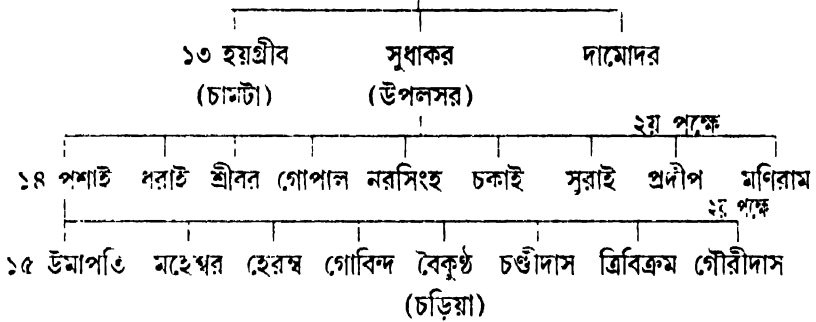 ১৩ হয়গ্রীব সুধাকর দামোদর
(চামটা) (উপলসর)
২য় পক্ষে
১৪ পশাই ধরাই শ্রীবর গোপাল নরসিংহ চকাই সুরাই প্রদীপ মণিরাম
২য় পক্ষে
১৫ উমাপতি মহেশ্বর হেরম্ব গোবিন্দ বৈকুণ্ঠ চণ্ডীদাস ত্রিবিক্রম গৌরীদাস
(চড়িয়া)